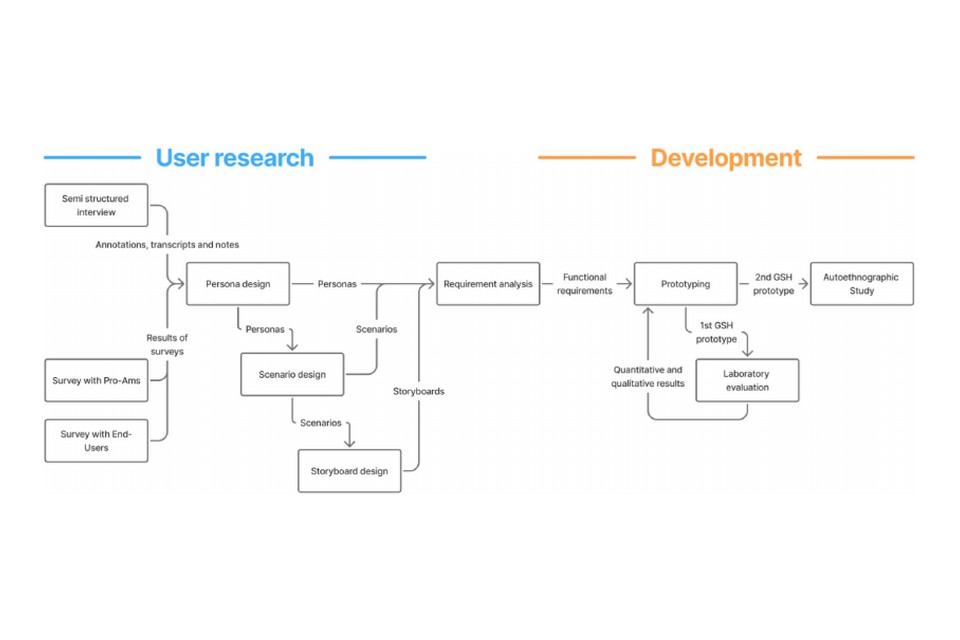 User research
Development
Semi structured
interview
Annotations, transcripts and notes
Persona design
Personas
Requirement analysis
Functional
requirements
Prototyping
2nd GSH
prototype
Autoethnographic
Study
Results of
surveys
Personas
Scenarios
1st GSH
prototype
Survey with Pro-Ams
Scenario design
Storyboards
Quantitative and
qualitative results
Laboratory
evaluation
Survey with End-
Users
Scenarios
Storyboard design